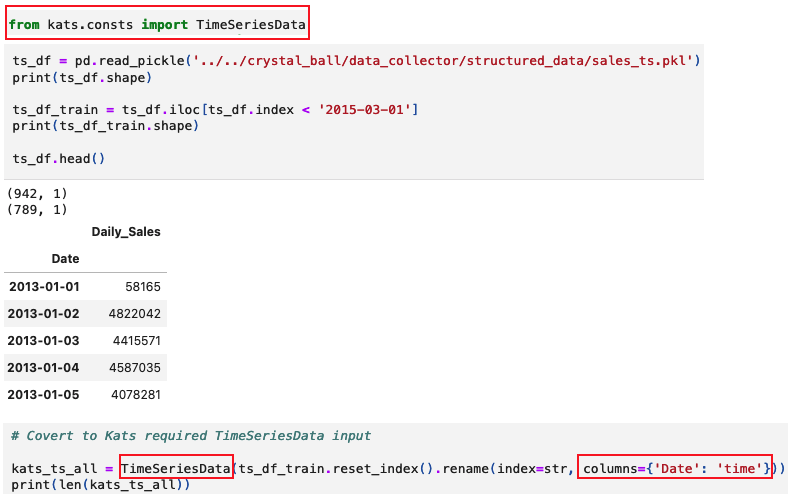 from kats.consts import TimeSeriesData
ts_df = pd.read_pickle('../../crystal_ball/data_collector/structured_data/sales_ts.pkl')
print(ts_df.shape)
ts_df_train = ts_df.iloc[ts_df.index < '2015-03-01']
print(ts_df_train.shape)
ts_df.head()
(942, 1)
(789, 1)
Daily_Sales
Date
2013-01-01 58165
2013-01-02 4822042
2013-01-03 4415571
2013-01-04 4587035
2013-01-05 4078281
# Covert to Kats required TimeSeriesData input
kats_ts_all = TimeSeriesData(ts_df_train.reset_index().rename(index=str, columns={'Date': 'time'}))
print(len(kats_ts_all))